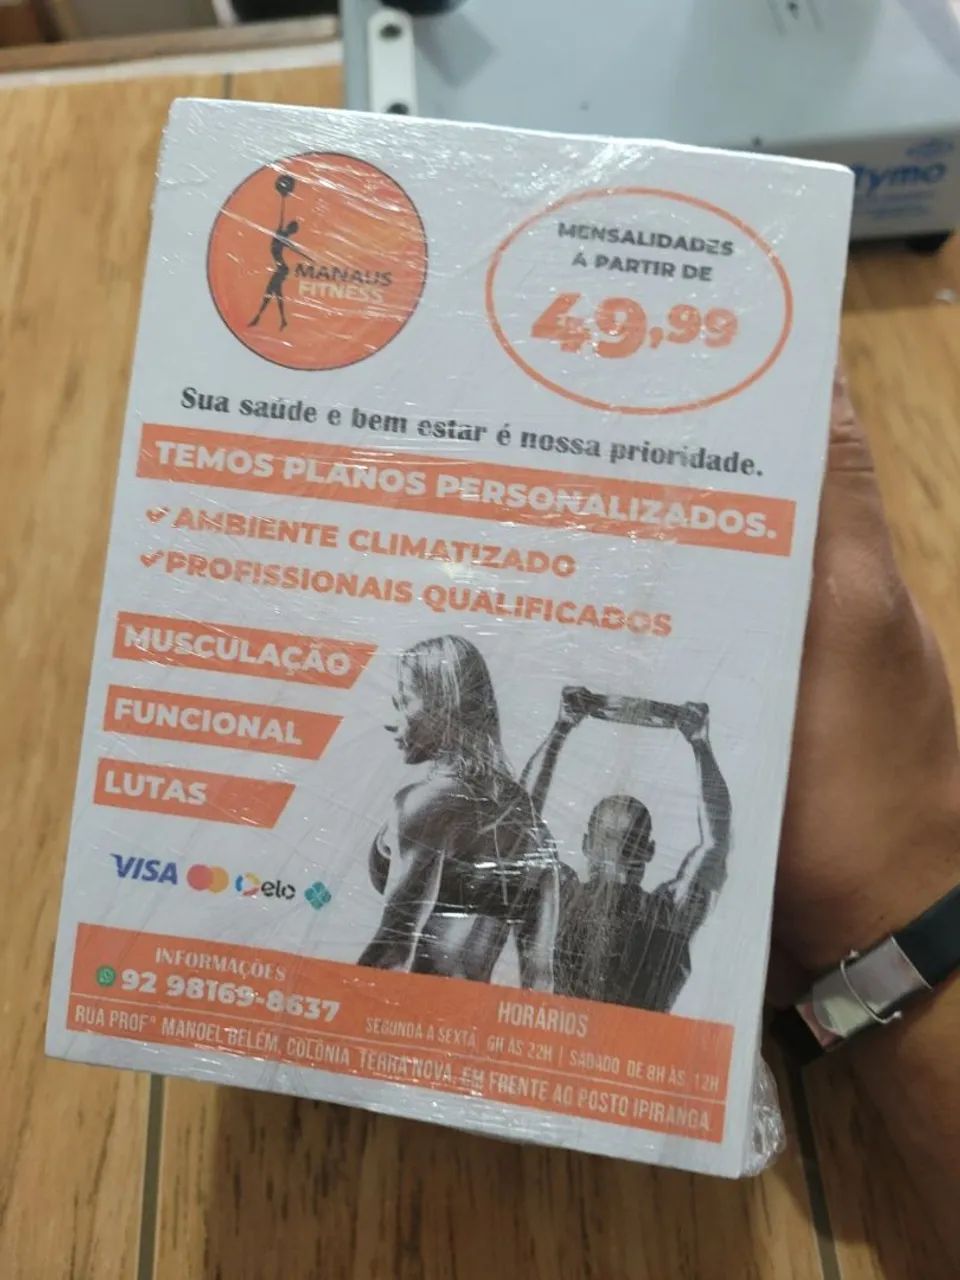 MANAUS
FITNESS
MENSALIDADES
A PARTIR DE
49,99
Sua saúde e bem estar é nossa prioridade.
TEMOS PLANOS PERSONALIZADOS.
AMBIENTE CLIMATIZADO
PROFISSIONAIS QUALIFICADOS
MUSCULAÇÃO
FUNCIONAL
LUTAS
VISA elo
INFORMAÇÕES
92 98169-8637
HORÁRIOS
SEGUNDA A SEXTA 6H ÀS 22H | SÁBADO DE 8H ÀS 12H
RUA PROFº MANOEL BELÉM, COLÔNIA TERRA NOVA, EM FRENTE AO POSTO IPIRANGA
Tymo